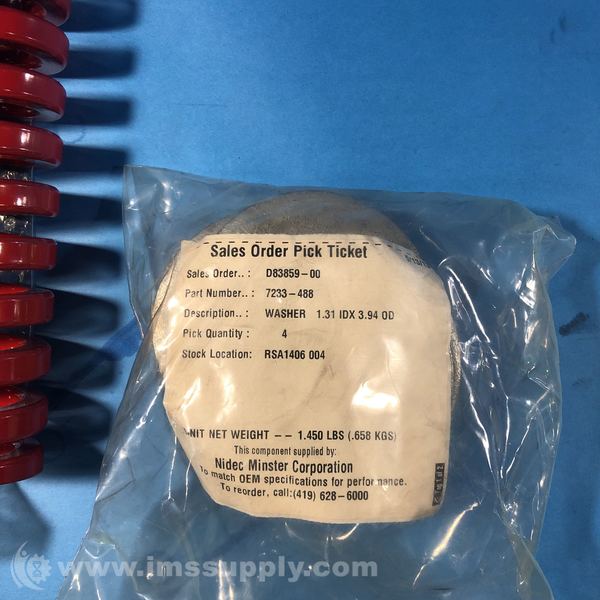 Sales Order Pick Ticket
Sales Order..: D83859-00
Part Number..: 7233-488
Description..: WASHER 1.31 IDX 3.94 OD
Pick Quantity : 4
Stock Location: RSA1406 004
NIT NET WEIGHT -- 1.450 LBS (.658 KGS)
This component supplied by:
Nidec Minster Corporation
To match OEM specifications for performance.
To reorder, call:(419) 628-6000
www.imssupply.com